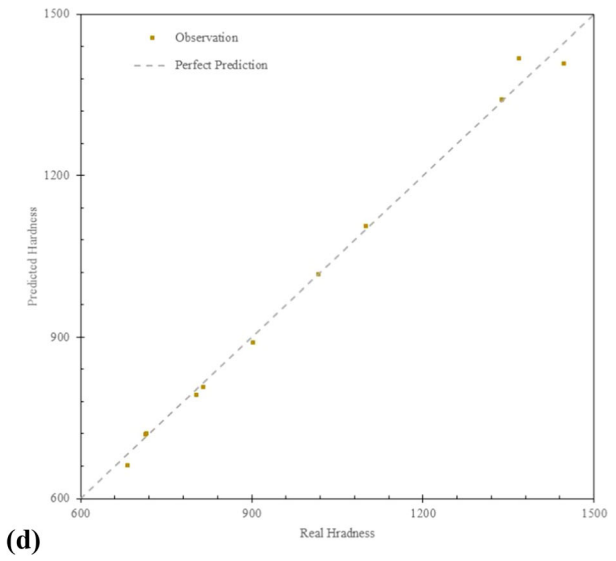 1500
Observation
Perfect Prediction
1200
Predicted Hardness
900
600
600 900 1200 1500
Real Hradness
(d)